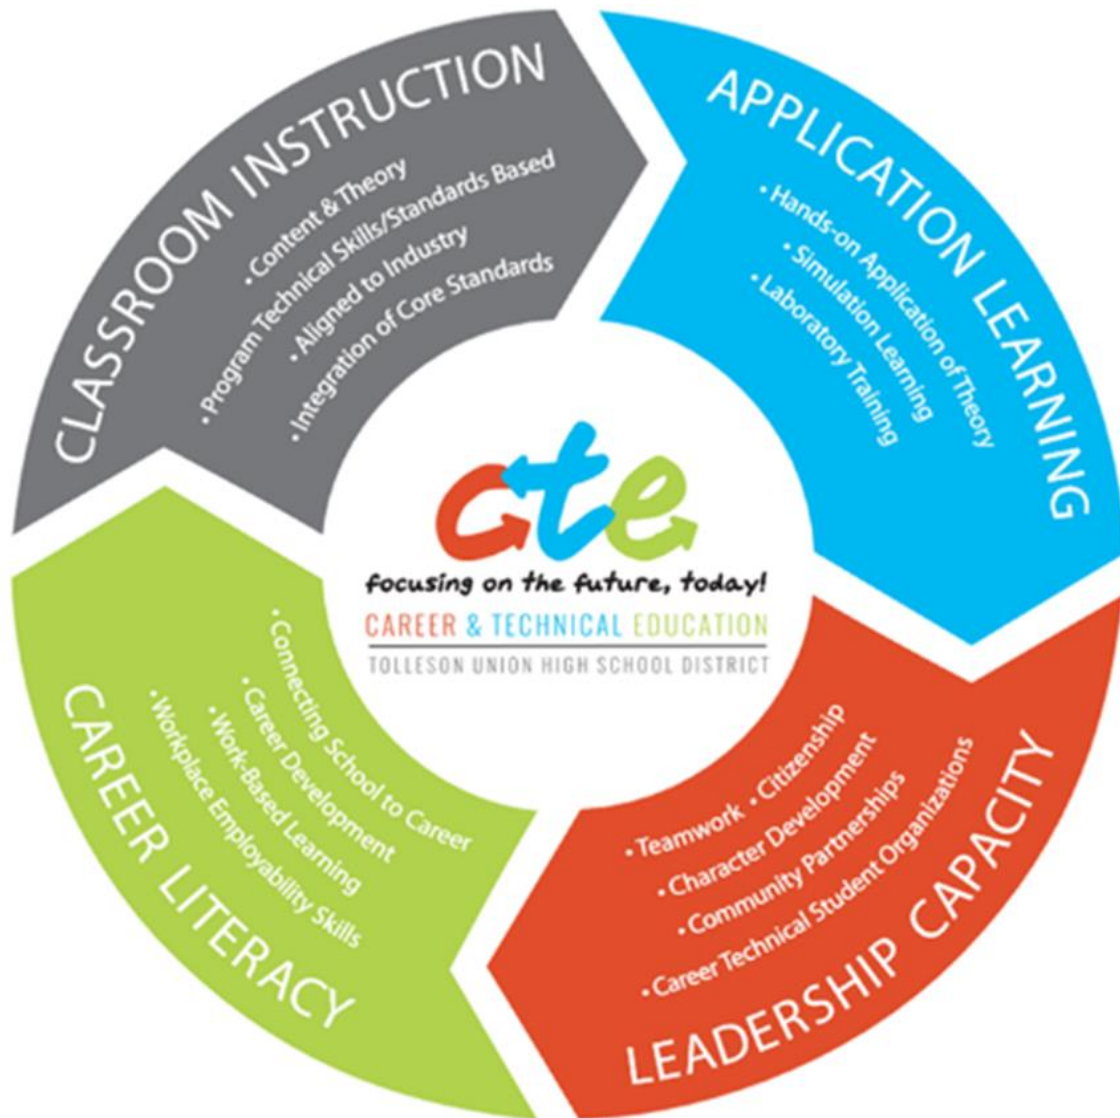 CLASSROOM INSTRUCTION
• Content & Theory
• Program Technical Skills/Standards Based
• Aligned to Industry
• Integration of Core Standards
APPLICATION LEARNING
• Hands-on Application of Theory
• Simulation Learning
• Laboratory Training
cte
focusing on the future, today!
CAREER & TECHNICAL EDUCATION
TOLLESON UNION HIGH SCHOOL DISTRICT
• Teamwork • Citizenship
• Character Development
• Community Partnerships
• Career Technical Student Organizations
LEADERSHIP CAPACITY
• Connecting School to Career
• Career Development
• Work-Based Learning
• Workplace Employability Skills
CAREER LITERACY